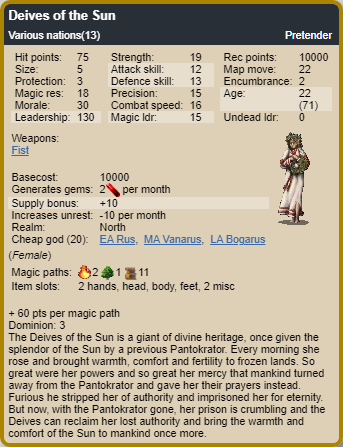 Deives of the Sun
Various nations(13) Pretender
Hit points: 75 Strength: 19 Rec points: 10000
Size: 5 Attack skill: 12 Map move: 22
Protection: 3 Defence skill: 13 Encumbrance: 2
Magic res: 18 Precision: 15 Age: 22
Morale: 30 Combat speed: 16 (71)
Leadership: 130 Magic ldr: 15 Undead ldr: 0
Weapons:
Fist
Basecost: 10000
Generates gems: 2 per month
Supply bonus: +10
Increases unrest: -10 per month
Realm: North
Cheap god (20): EA Rus, MA Vanarus, LA Bogarus
(Female)
Magic paths: 2 1 11
Item slots: 2 hands, head, body, feet, 2 misc
+ 60 pts per magic path
Dominion: 3
The Deives of the Sun is a giant of divine heritage, once given the
splendor of the Sun by a previous Pantokrator. Every morning she
rose and brought warmth, comfort and fertility to frozen lands. So
great were her powers and so great her mercy that mankind turned
away from the Pantokrator and gave her their prayers instead.
Furious he stripped her of authority and imprisoned her for eternity.
But now, with the Pantokrator gone, her prison is crumbling and the
Deives can reclaim her lost authority and bring the warmth and
comfort of the Sun to mankind once more.